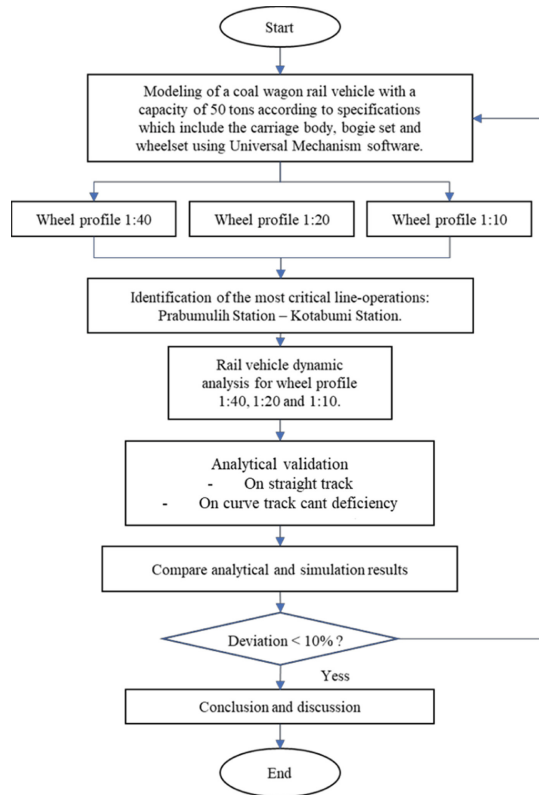 Start
Modeling of a coal wagon rail vehicle with a
capacity of 50 tons according to specifications
which include the carriage body, bogie set and
wheelset using Universal Mechanism software.
Wheel profile 1:40
Wheel profile 1:20
Wheel profile 1:10
Identification of the most critical line-operations:
Prabumulih Station – Kotabumi Station.
Rail vehicle dynamic
analysis for wheel profile
1:40, 1:20 and 1:10.
Analytical validation
- On straight track
- On curve track cant deficiency
Compare analytical and simulation results
Deviation < 10% ?
Yess
Conclusion and discussion
End